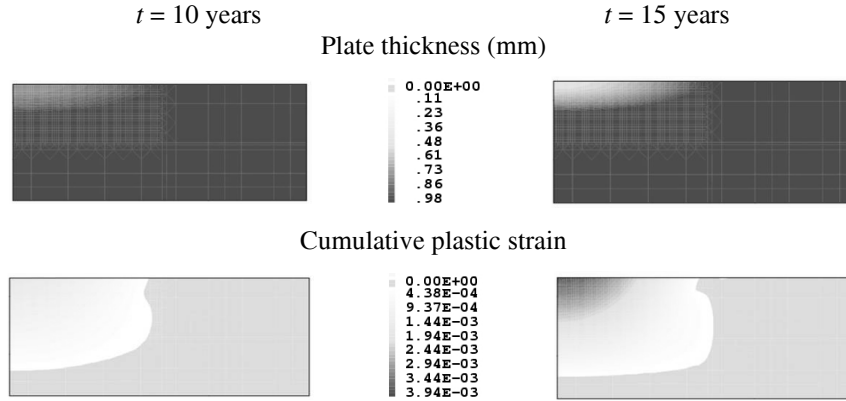 t = 10 years
t = 15 years
Plate thickness (mm)
0.00E+00
.11
.23
.36
.48
.61
.73
.86
.98
Cumulative plastic strain
0.00E+00
4.38E-04
9.37E-04
1.44E-03
1.94E-03
2.44E-03
2.94E-03
3.44E-03
3.94E-03